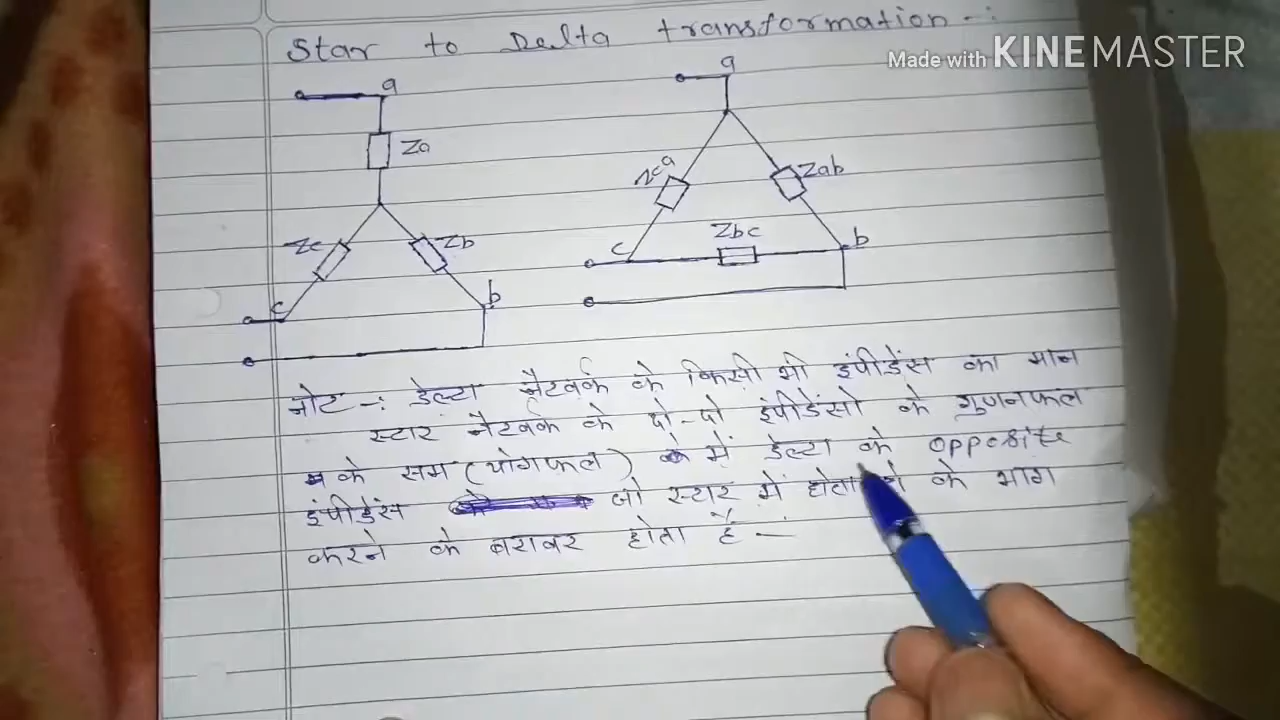 Star to Delta transformation -:
Made with KINEMASTER
a
Za
Zc
Zb
c
b
a
Zca
Zab
Zbc
c
b
नोट -: डेल्टा नैटवर्क के किसी भी इंपीडेंस का मान
स्टार नैटवर्क के दो-दो इंपीडेंसो के गुणनफल
के सम (योगफल) में डेल्टा के opposite
इंपीडेंस जो स्टार में होता के भाग
करने के बराबर होता है -: